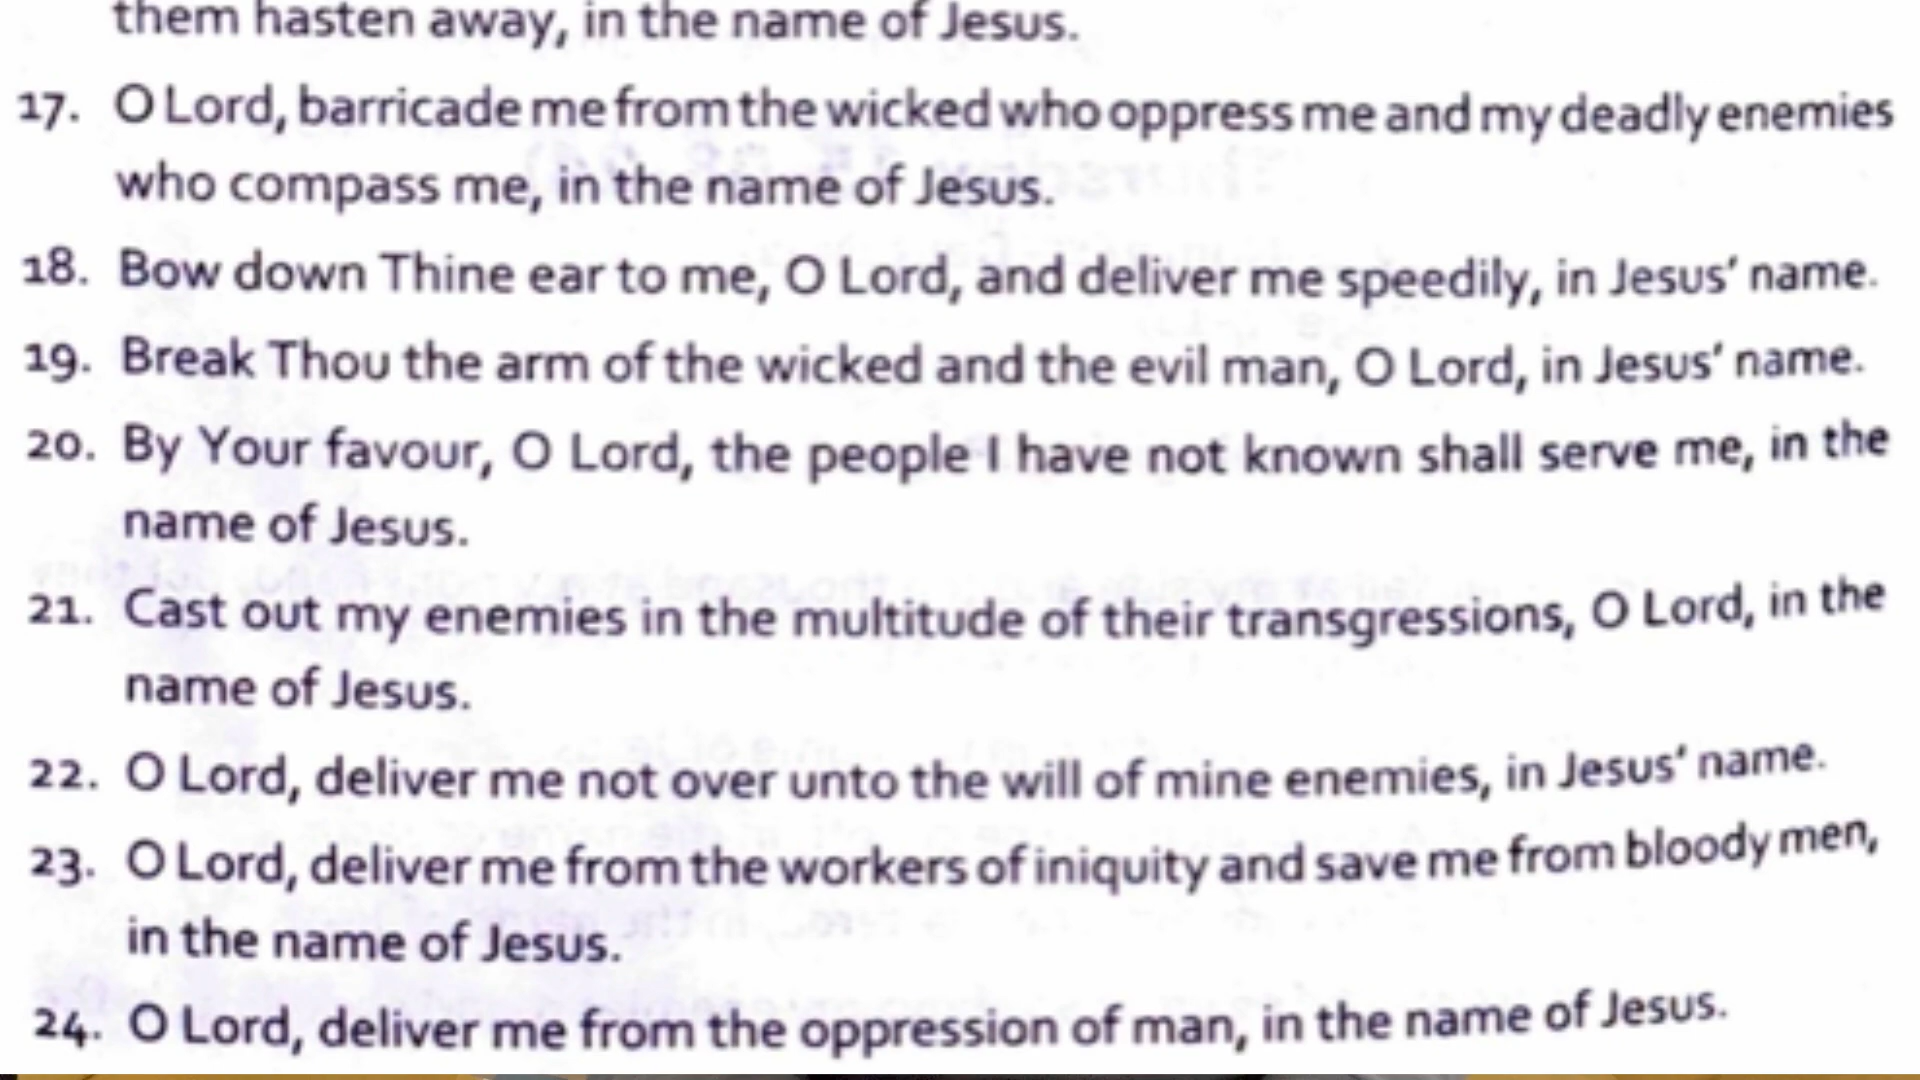 them hasten away, in the name of Jesus.
17. O Lord, barricade me from the wicked who oppress me and my deadly enemies
who compass me, in the name of Jesus.
18. Bow down Thine ear to me, O Lord, and deliver me speedily, in Jesus' name.
19. Break Thou the arm of the wicked and the evil man, O Lord, in Jesus' name.
20. By Your favour, O Lord, the people I have not known shall serve me, in the
name of Jesus.
21. Cast out my enemies in the multitude of their transgressions, O Lord, in the
name of Jesus.
22. O Lord, deliver me not over unto the will of mine enemies, in Jesus' name.
23. O Lord, deliver me from the workers of iniquity and save me from bloody men,
in the name of Jesus.
24. O Lord, deliver me from the oppression of man, in the name of Jesus.